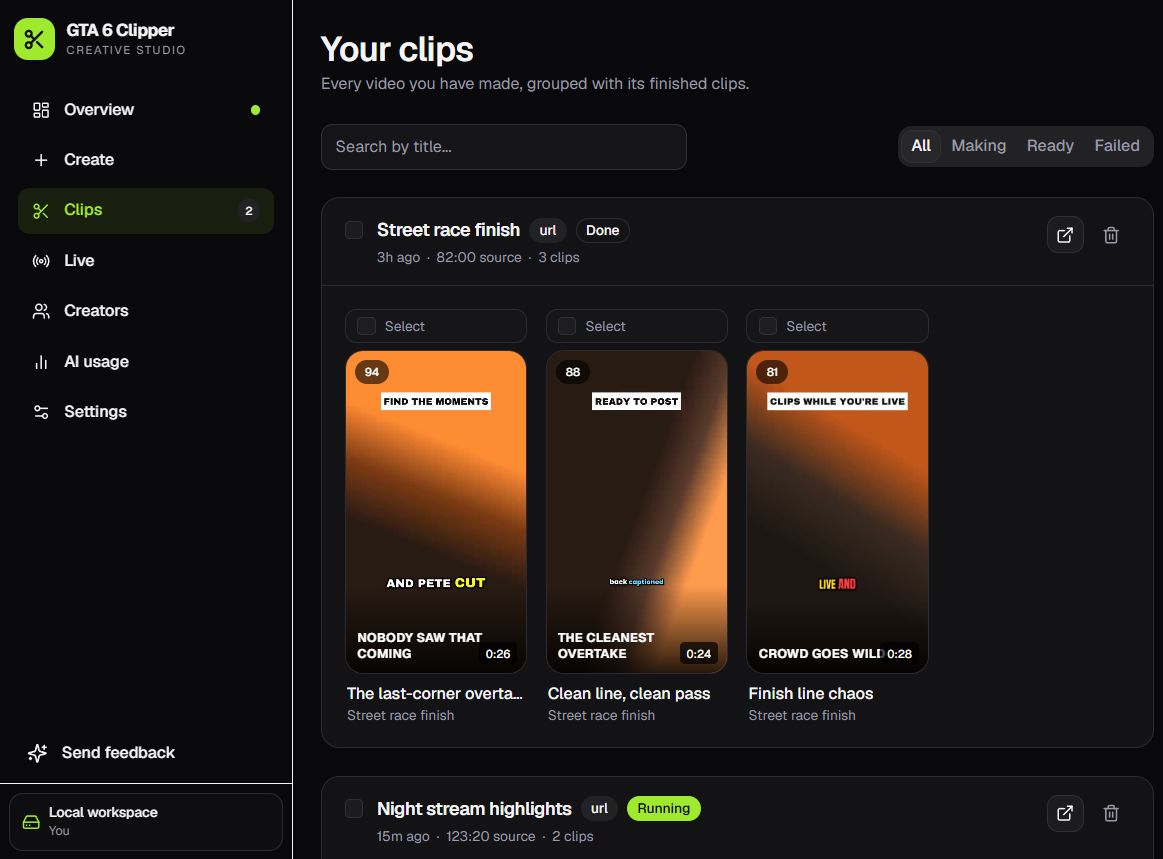 GTA 6 Clipper
CREATIVE STUDIO
Overview
Create
Clips
2
Live
Creators
AI usage
Settings
Send feedback
Local workspace
You
Your clips
Every video you have made, grouped with its finished clips.
Search by title...
All Making Ready Failed
Street race finish url Done
3h ago · 82:00 source · 3 clips
Select
94
FIND THE MOMENTS
AND PETE CUT
NOBODY SAW THAT
COMING
0:26
The last-corner overta...
Street race finish
Select
88
READY TO POST
back captioned
THE CLEANEST
OVERTAKE
0:24
Clean line, clean pass
Street race finish
Select
81
CLIPS WHILE YOU'RE LIVE
LIVE AND
CROWD GOES WILD
0:28
Finish line chaos
Street race finish
Night stream highlights url Running
15m ago · 123:20 source · 2 clips